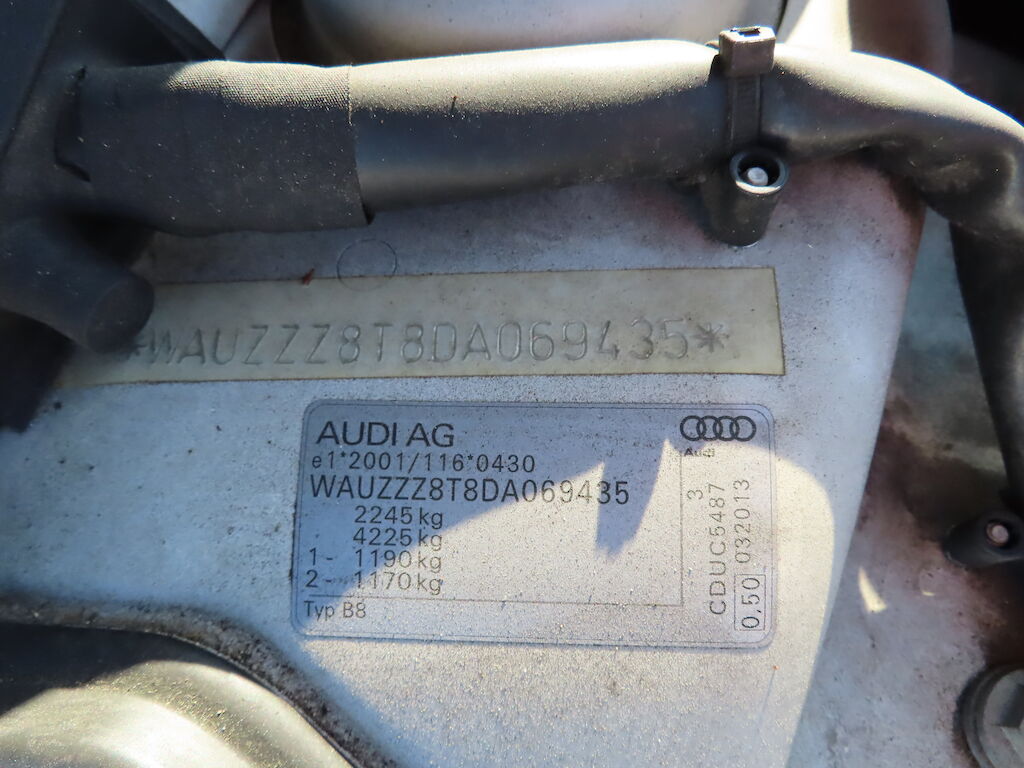 *WAUZZZ8T8DA069435*
AUDI AG
Audi
e1*2001/116*0430
WAUZZZ8T8DA069435
2245 kg
4225 kg
1 - 1190 kg
2 - 1170 kg
Typ B8
CDUC5487 3
0,50 032013